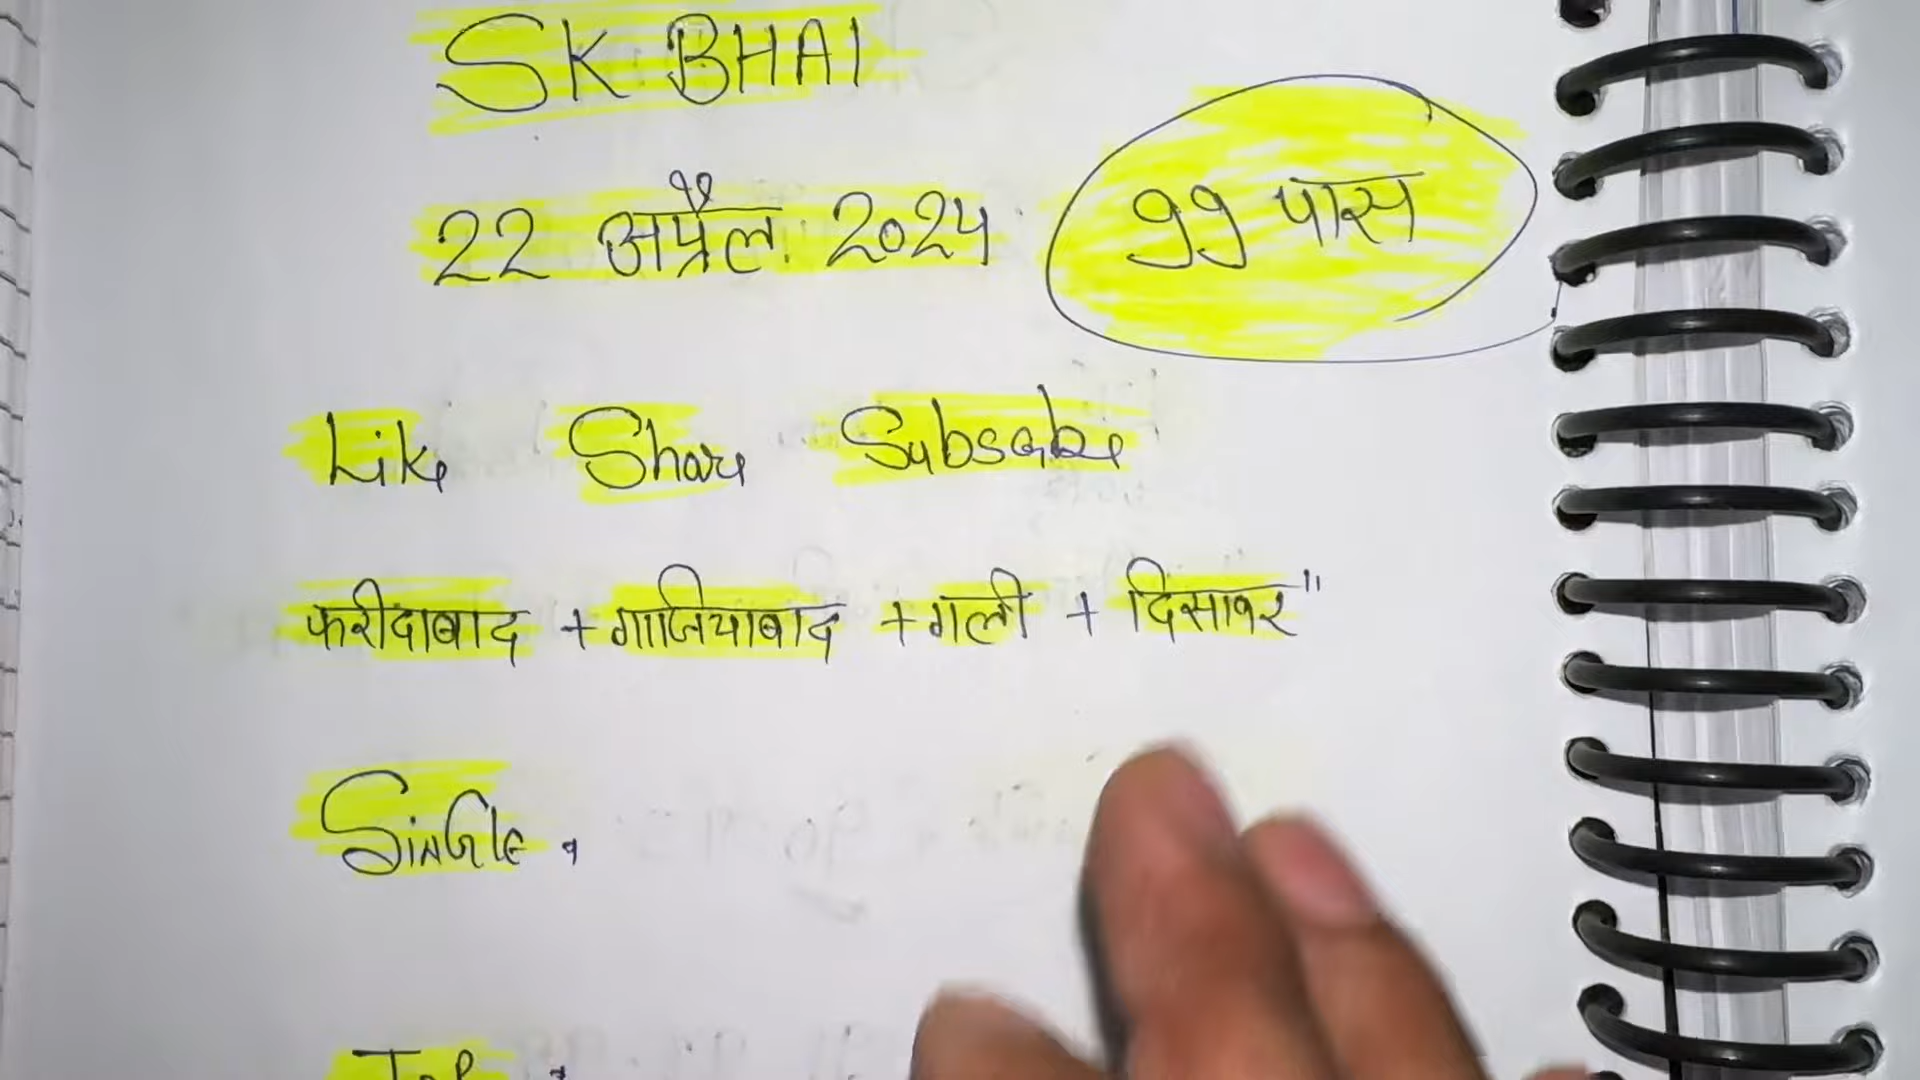 SK BHAI
22 अप्रैल 2024 99 पास
Like Share Subscribe
फरीदाबाद + गाजियाबाद + गली + दिसावर"
Single